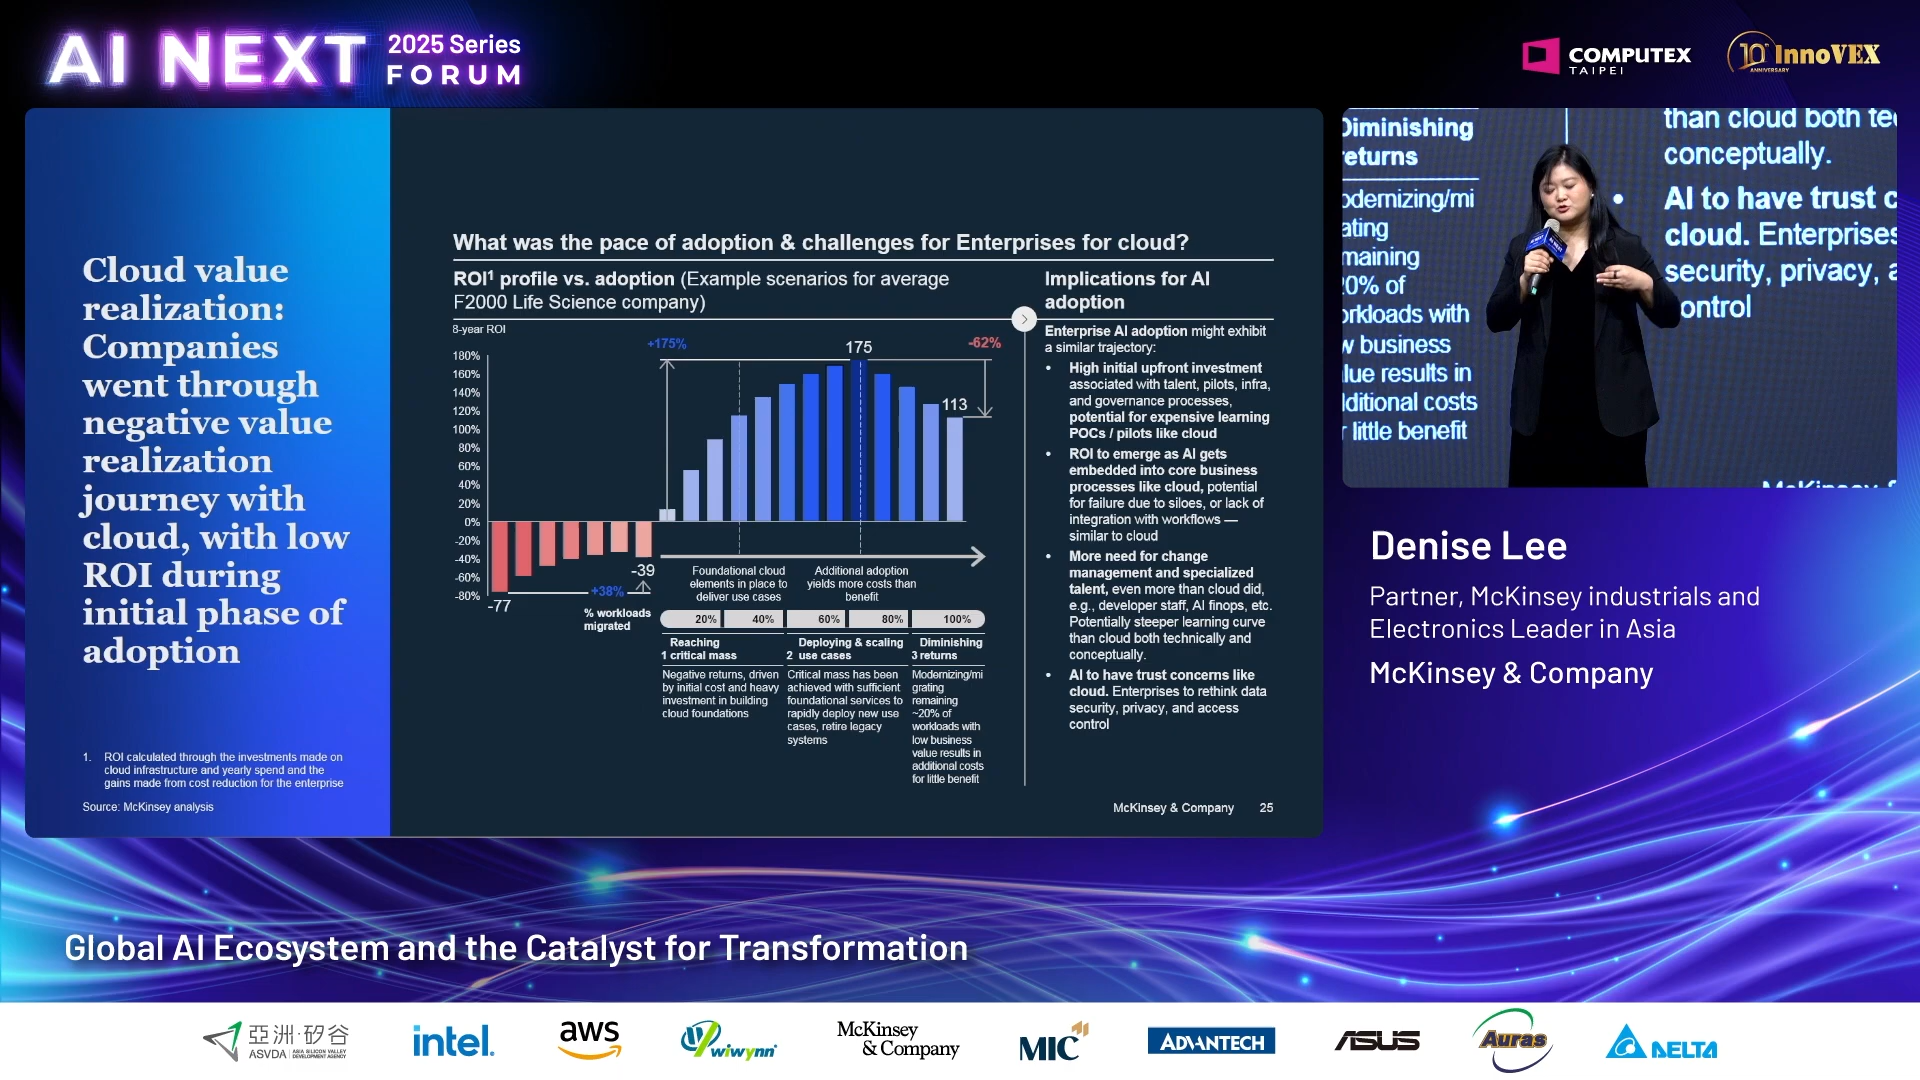 AI NEXT
2025 Series
FORUM
COMPUTEX
TAIPEI
10th
ANNIVERSARY
InnoVEX
Cloud value
realization:
Companies
went through
negative value
realization
journey with
cloud, with low
ROI during
initial phase of
adoption
1. ROI calculated through the investments made on
cloud infrastructure and yearly spend and the
gains made from cost reduction for the enterprise
Source: McKinsey analysis
What was the pace of adoption & challenges for Enterprises for cloud?
ROI¹ profile vs. adoption (Example scenarios for average
F2000 Life Science company)
8-year ROI
180%
160%
140%
120%
100%
80%
60%
40%
20%
0%
-20%
-40%
-60%
-80%
+175%
175
-62%
113
-77
+38%
-39
Foundational cloud
elements in place to
deliver use cases
Additional adoption
yields more costs than
benefit
% workloads
migrated
20% 40% 60% 80% 100%
Reaching
1 critical mass
Negative returns, driven
by initial cost and heavy
investment in building
cloud foundations
Deploying & scaling
2 use cases
Critical mass has been
achieved with sufficient
foundational services to
rapidly deploy new use
cases, retire legacy
systems
Diminishing
3 returns
Modernizing/mi
grating
remaining
~20% of
workloads with
low business
value results in
additional costs
for little benefit
Implications for AI
adoption
Enterprise AI adoption might exhibit
a similar trajectory:
• High initial upfront investment
associated with talent, pilots, infra,
and governance processes,
potential for expensive learning
POCs / pilots like cloud
• ROI to emerge as AI gets
embedded into core business
processes like cloud, potential
for failure due to siloes, or lack of
integration with workflows —
similar to cloud
• More need for change
management and specialized
talent, even more than cloud did,
e.g., developer staff, AI finops, etc.
Potentially steeper learning curve
than cloud both technically and
conceptually.
• AI to have trust concerns like
cloud. Enterprises to rethink data
security, privacy, and access
control
McKinsey & Company 25
Diminishing
returns
odernizing/mi
ating
maining
20% of
orkloads with
w business
lue results in
dditional costs
r little benefit
than cloud both te
conceptually.
• AI to have trust c
cloud. Enterprises
security, privacy, a
ontrol
Denise Lee
Partner, McKinsey industrials and
Electronics Leader in Asia
McKinsey & Company
Global AI Ecosystem and the Catalyst for Transformation
亞洲·矽谷
ASVDA ASIA SILICON VALLEY
DEVELOPMENT AGENCY
intel.
aws
wiwynn
McKinsey
& Company
MIC
ADVANTECH
ASUS
Auras
DELTA